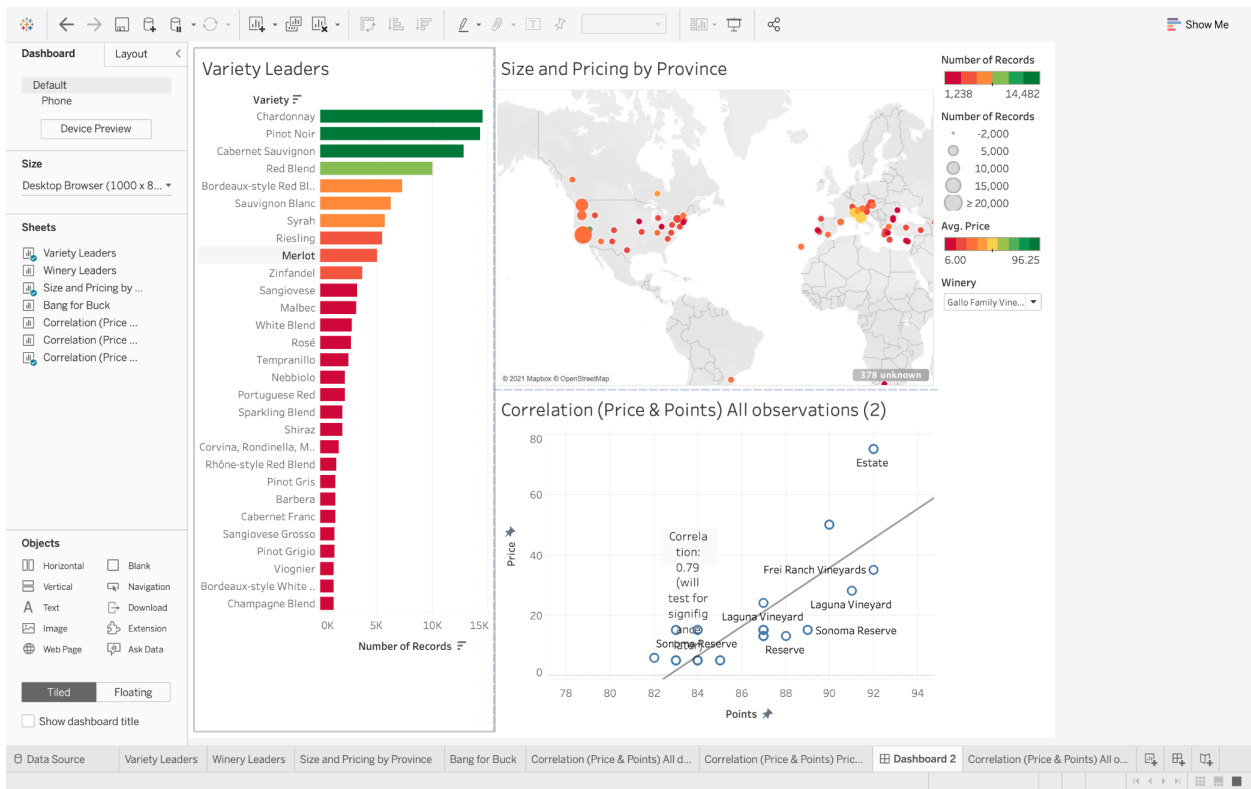 Show Me
Dashboard
Layout
Default
Phone
Device Preview
Size
Desktop Browser (1000 x 8...
Sheets
Variety Leaders
Winery Leaders
Size and Pricing by ...
Bang for Buck
Correlation (Price ...
Correlation (Price ...
Correlation (Price ...
Objects
Horizontal
Blank
Vertical
Navigation
Text
Download
Image
Extension
Web Page
Ask Data
Tiled
Floating
Show dashboard title
Variety Leaders
Variety
Chardonnay
Pinot Noir
Cabernet Sauvignon
Red Blend
Bordeaux-style Red Bl..
Sauvignon Blanc
Syrah
Riesling
Merlot
Zinfandel
Sangiovese
Malbec
White Blend
Rosé
Tempranillo
Nebbiolo
Portuguese Red
Sparkling Blend
Shiraz
Corvina, Rondinella, M..
Rhône-style Red Blend
Pinot Gris
Barbera
Cabernet Franc
Sangiovese Grosso
Pinot Grigio
Viognier
Bordeaux-style White ..
Champagne Blend
0K 5K 10K 15K
Number of Records
Size and Pricing by Province
© 2021 Mapbox © OpenStreetMap
378 unknown
Number of Records
1,238 14,482
Number of Records
-2,000
5,000
10,000
15,000
≥ 20,000
Avg. Price
6.00 96.25
Winery
Gallo Family Vine...
Correlation (Price & Points) All observations (2)
80
60
40
20
0
Price
Estate
Correla
tion:
0.79
(will
test for
signifig
ance
later)
Frei Ranch Vineyards
Laguna Vineyard
Laguna Vineyard
Sonoma Reserve
Sonoma Reserve
Reserve
78 80 82 84 86 88 90 92 94
Points
Data Source
Variety Leaders
Winery Leaders
Size and Pricing by Province
Bang for Buck
Correlation (Price & Points) All d...
Correlation (Price & Points) Pric...
Dashboard 2
Correlation (Price & Points) All o...